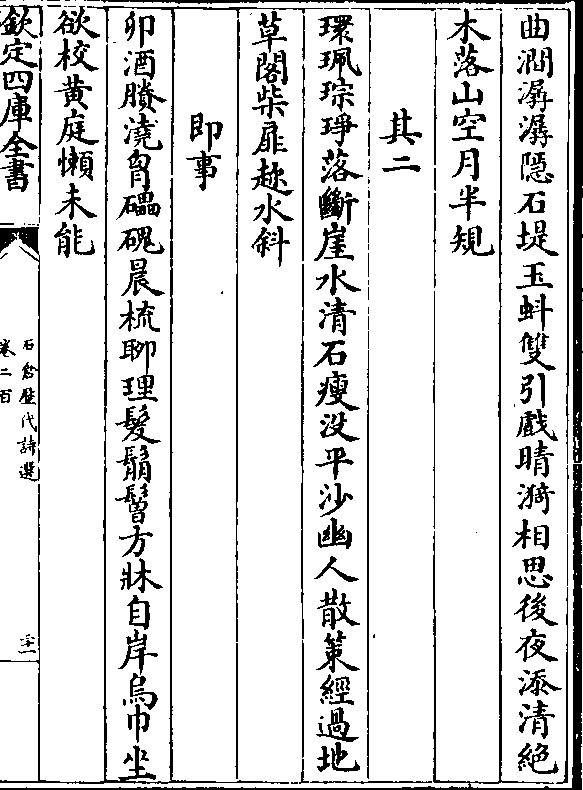 曲澗潺潺隠石堤玉蚪雙引戲晴漪相思後夜添清絶
木落山空月半規
其二
環珮琮琤落斷崖水清石瘦没平沙幽人散策經過地
草閣柴扉趂水斜
即事
卯酒賸澆胷礧磈晨梳聊理髮鬅鬙方牀自岸烏巾坐
欲校黄庭懶未能
欽定四庫全書
石倉歷代詩選
卷二百